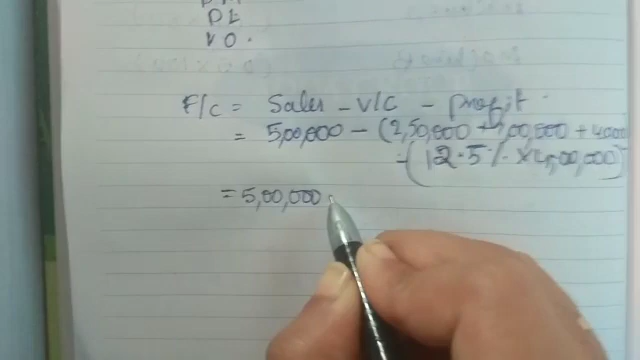 DL
VO.
F/C = Sales - V/C - profit.
= 5,00,000 - (2,50,000 + 1,00,000 + 4000
- (12.5% × 4,00,000)
= 5,00,000